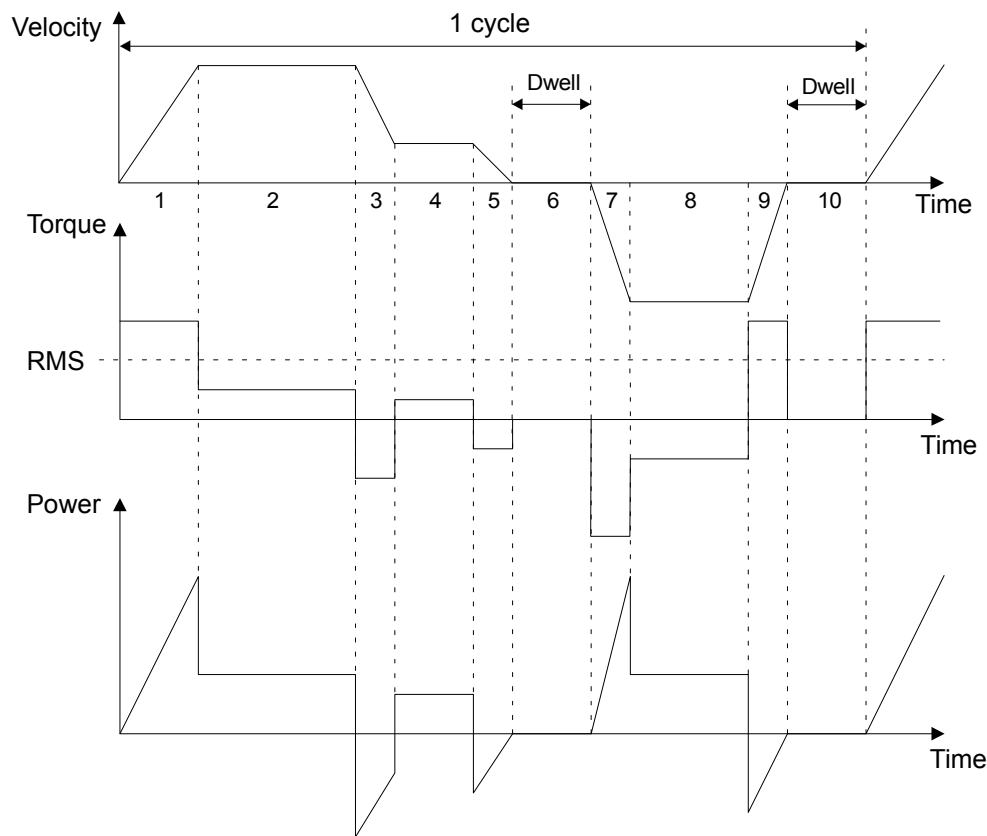 Velocity
1 cycle
Dwell
Dwell
1 2 3 4 5 6 7 8 9 10
Time
Torque
RMS
Time
Power
Time